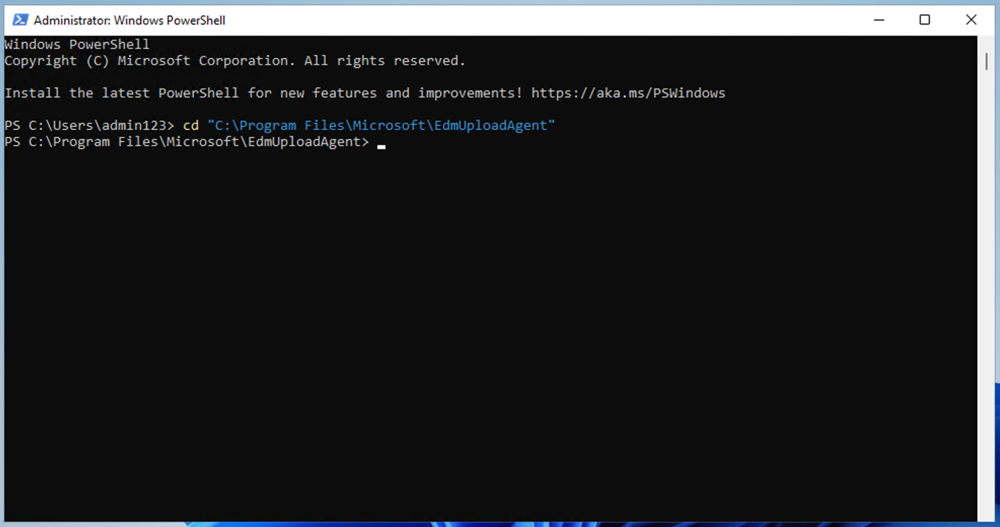 Administrator: Windows PowerShell
Windows PowerShell
Copyright (C) Microsoft Corporation. All rights reserved.
Install the latest PowerShell for new features and improvements! https://aka.ms/PSWindows
PS C:\Users\admin123> cd "C:\Program Files\Microsoft\EdmUploadAgent"
PS C:\Program Files\Microsoft\EdmUploadAgent>